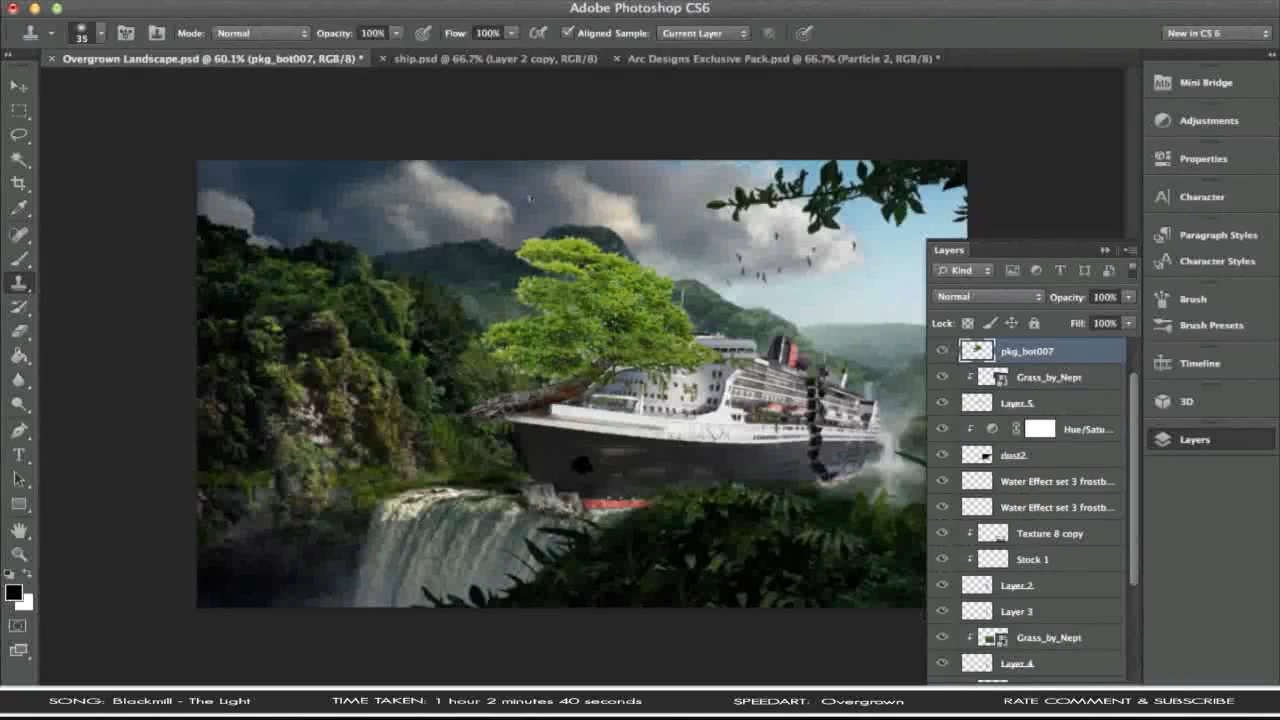 Adobe Photoshop CS6
35 Mode: Normal Opacity: 100% Flow: 100% Aligned Sample: Current Layer New in CS 6
Overgrown Landscape.psd @ 60.1% (pkg_bot007, RGB/8) * ship.psd @ 66.7% (Layer 2 copy, RGB/8) Arc Designs Exclusive Pack.psd @ 66.7% (Particle 2, RGB/8) *
Mb Mini Bridge
Adjustments
Properties
Character
Paragraph Styles
Character Styles
Brush
Brush Presets
Timeline
3D
Layers
Layers
Kind
Normal Opacity: 100%
Lock: Fill: 100%
pkg_bot007
Grass_by_Nepr
Layer 5
Hue/Satu...
dust2
Water Effect set 3 frostb...
Water Effect set 3 frostb...
Texture 8 copy
Stock 1
Layer 2
Layer 3
Grass_by_Nept
Layer 4
SONG: Blackmill - The Light TIME TAKEN: 1 hour 2 minutes 40 seconds SPEEDART: Overgrown RATE COMMENT & SUBSCRIBE